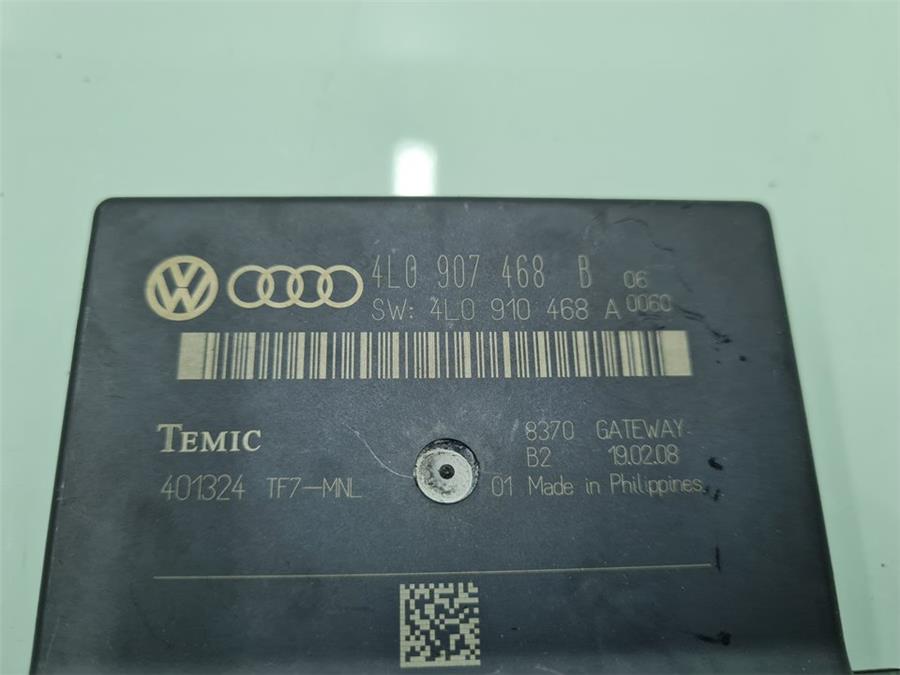 VW
4L0 907 468 B 06
SW: 4L0 910 468 A 0060
TEMIC
8370 GATEWAY
B2 19.02.08
401324 TF7-MNL
01 Made in Philippines